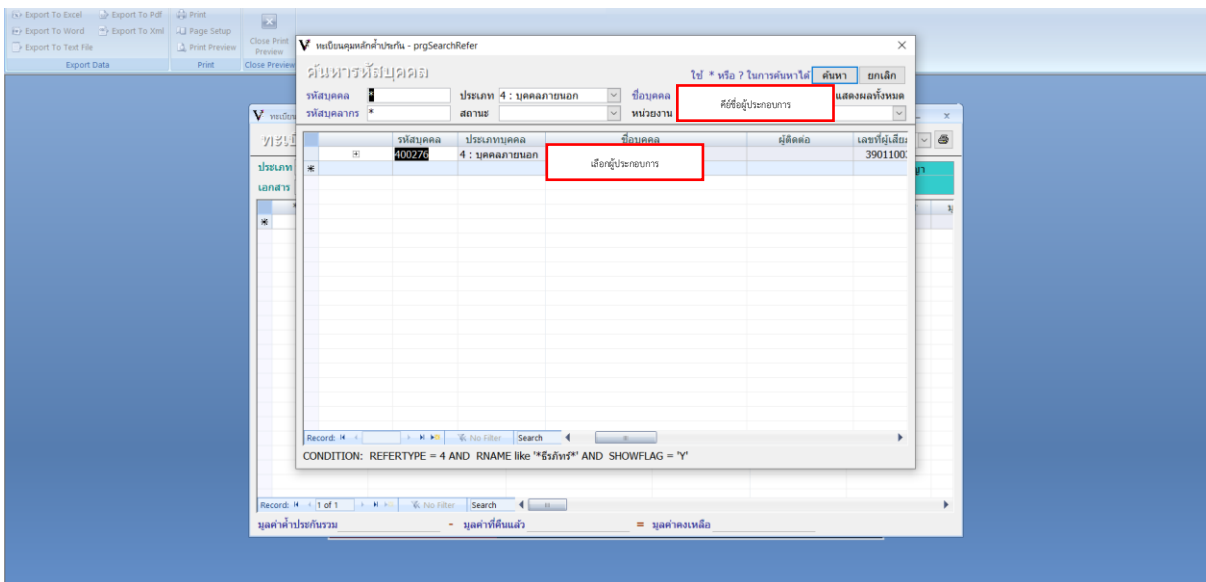 Export To Excel Export To Pdf Print
Export To Word Export To Xml Page Setup
Export To Text File Print Preview Close Print Preview
Export Data Print Close Preview
ทะเบียนคุมหลักค้ำประกัน - prgSearchRefer
ค้นหารหัสบุคคล ใช้ * หรือ ? ในการค้นหาได้ ค้นหา ยกเลิก
รหัสบุคคล * ประเภท 4 : บุคคลภายนอก ชื่อบุคคล คีย์ชื่อผู้ประกอบการ แสดงผลทั้งหมด
รหัสบุคลากร * สถานะ หน่วยงาน
รหัสบุคคล ประเภทบุคคล ชื่อบุคคล ผู้ติดต่อ เลขที่ผู้เสีย
400276 4 : บุคคลภายนอก เลือกผู้ประกอบการ 3901100
ประเภท
เอกสาร
Record: No Filter Search
CONDITION: REFERTYPE = 4 AND RNAME like '*ธีรภัทร์*' AND SHOWFLAG = 'Y'
Record: 1 of 1 No Filter Search
มูลค่าค้ำประกันรวม - มูลค่าที่คืนแล้ว = มูลค่าคงเหลือ